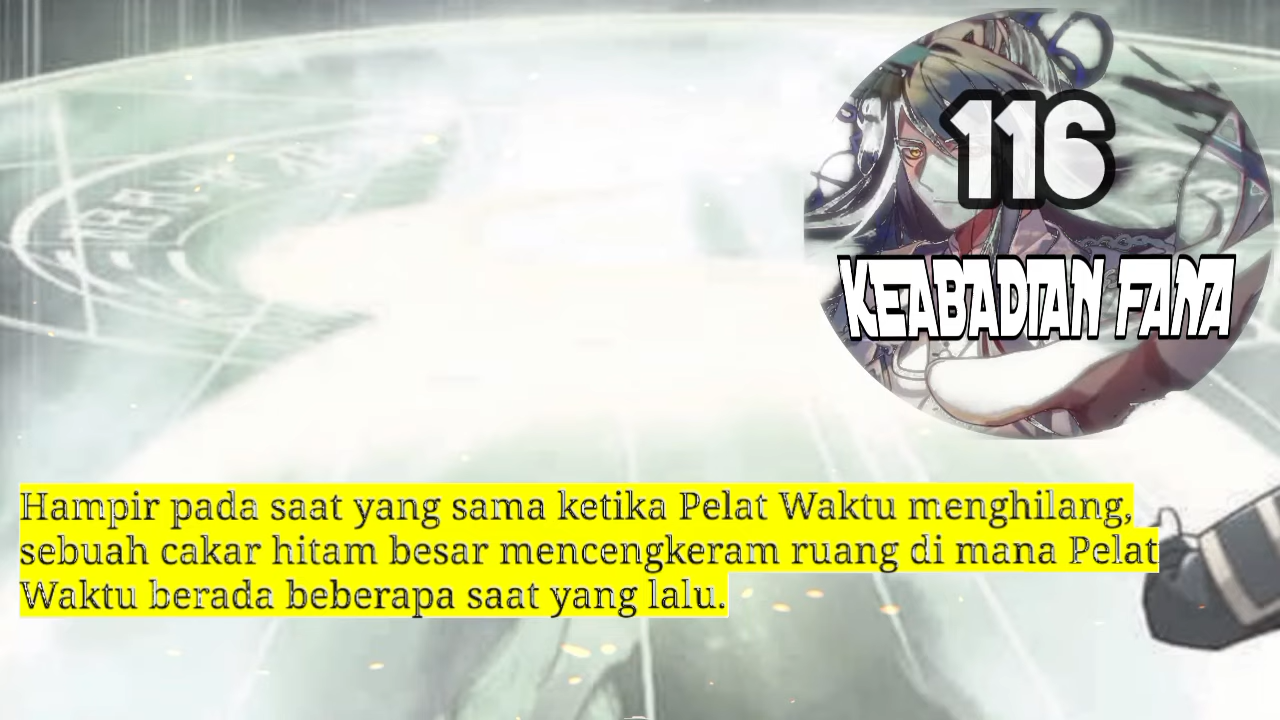 116
KEABADIAN FANA
Hampir pada saat yang sama ketika Pelat Waktu menghilang,
sebuah cakar hitam besar mencengkeram ruang di mana Pelat
Waktu berada beberapa saat yang lalu.